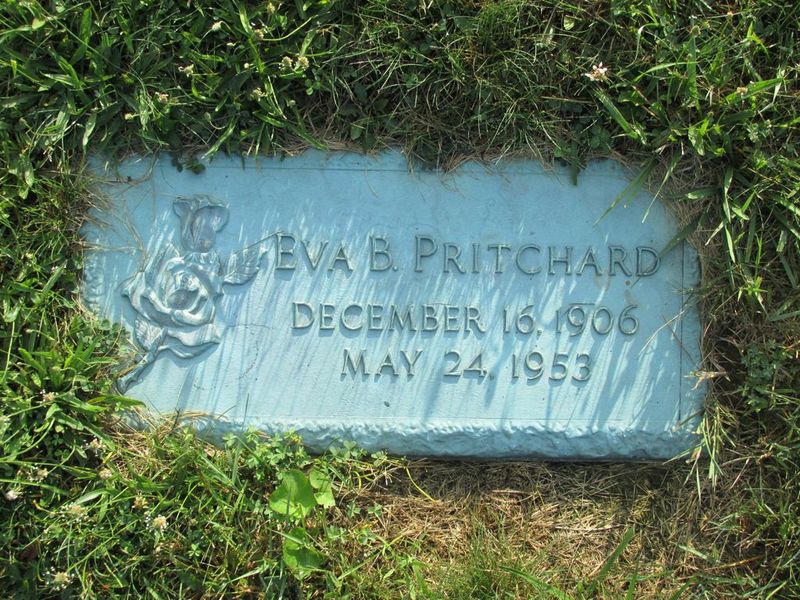 Eva B. Pritchard
December 16, 1906
May 24, 1953